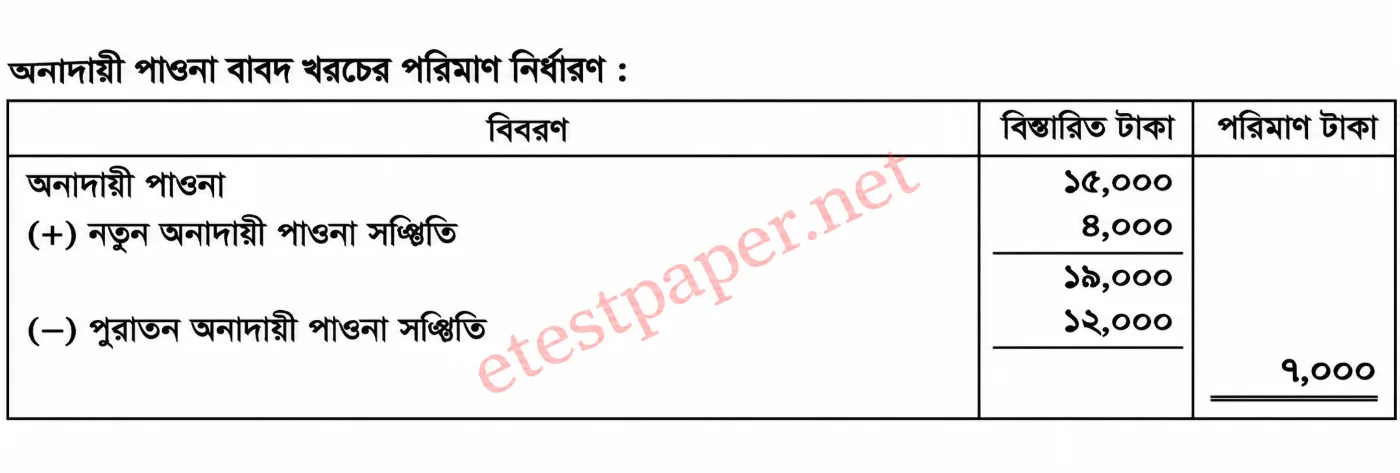 অনাদায়ী পাওনা বাবদ খরচের পরিমাণ নির্ধারণ :
বিবরণ বিস্তারিত টাকা পরিমাণ টাকা
অনাদায়ী পাওনা ১৫,০০০
(+) নতুন অনাদায়ী পাওনা সঞ্চিতি ৪,০০০
১৯,০০০
(−) পুরাতন অনাদায়ী পাওনা সঞ্চিতি ১২,০০০
৭,০০০
etestpaper.net